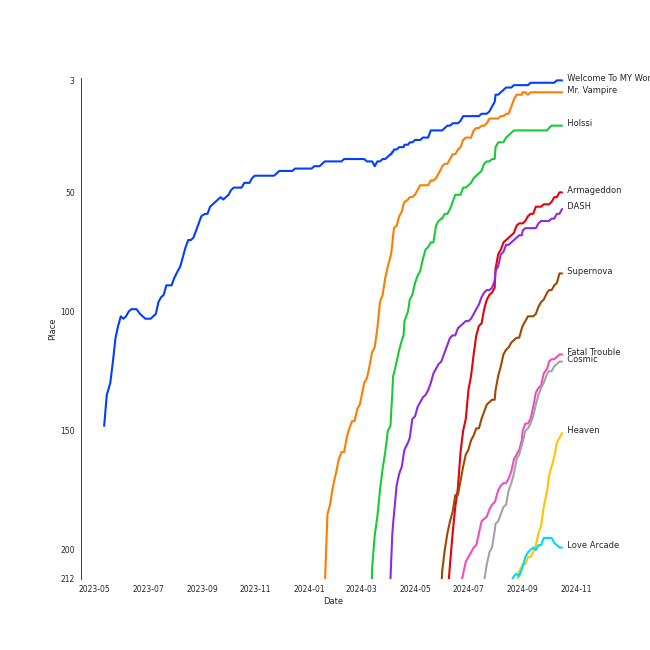 3
50
100
150
200
212
Place
2023-05
2023-07
2023-09
2023-11
2024-01
2024-03
2024-05
2024-07
2024-09
2024-11
Date
Welcome To MY Wor
Mr. Vampire
Holssi
Armageddon
DASH
Supernova
Fatal Trouble
Cosmic
Heaven
Love Arcade